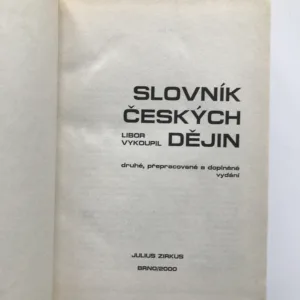 SLOVNÍK
ČESKÝCH
LIBOR
VYKOUPIL DĚJIN
druhé, přepracované a doplněné
vydání
JULIUS ZIRKUS
BRNO/2000